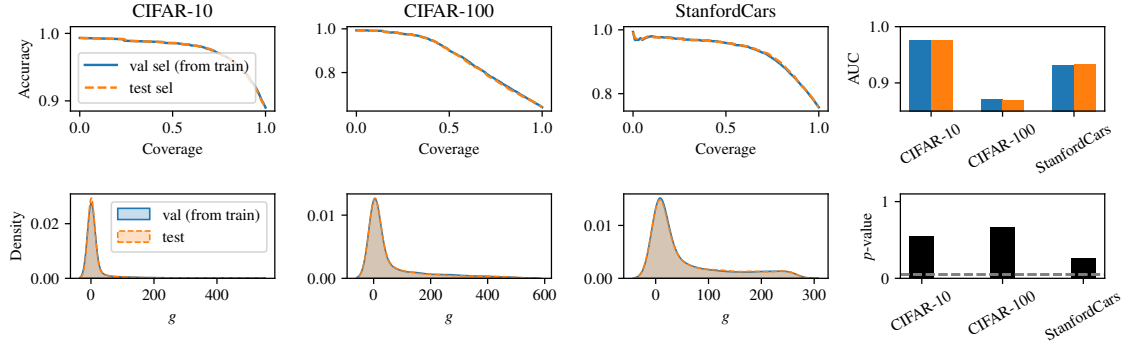 CIFAR-10
Accuracy
1.0
0.9
val sel (from train)
test sel
0.0
0.5
1.0
Coverage
CIFAR-100
1.0
0.8
0.0
0.5
1.0
Coverage
StanfordCars
1.0
0.8
0.6
0.0
0.5
1.0
Coverage
AUC
1.0
0.9
CIFAR-10
CIFAR-100
StanfordCars
Density
0.02
0.00
val (from train)
test
0
200
400
g
0.01
0.00
0
200
400
600
g
0.01
0.00
0
100
200
300
g
p-value
1
0
CIFAR-10
CIFAR-100
StanfordCars